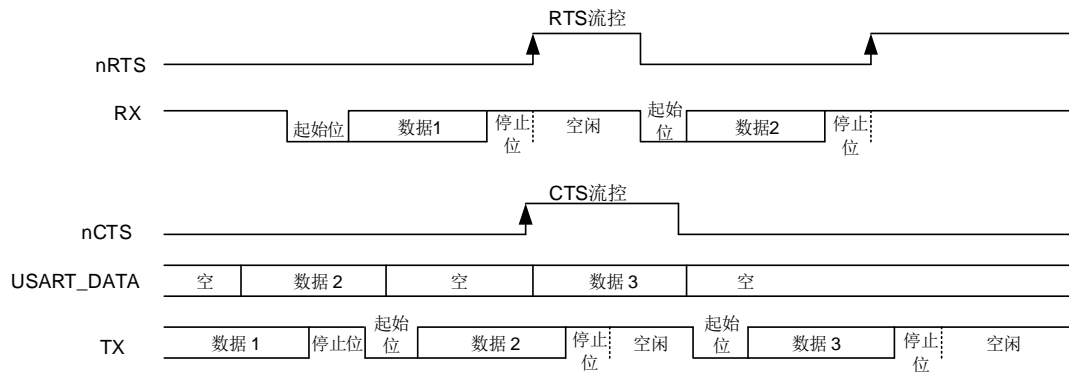 RTS流控
nRTS
RX
起始位
数据1
停止位
空闲
起始位
数据2
停止位
CTS流控
nCTS
USART_DATA
空
数据 2
空
数据 3
空
TX
数据 1
停止位
起始位
数据 2
停止位
空闲
起始位
数据 3
停止位
空闲